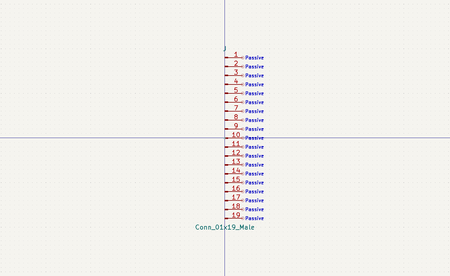 J
1 Passive
2 Passive
3 Passive
4 Passive
5 Passive
6 Passive
7 Passive
8 Passive
9 Passive
10 Passive
11 Passive
12 Passive
13 Passive
14 Passive
15 Passive
16 Passive
17 Passive
18 Passive
19 Passive
Conn_01x19_Male